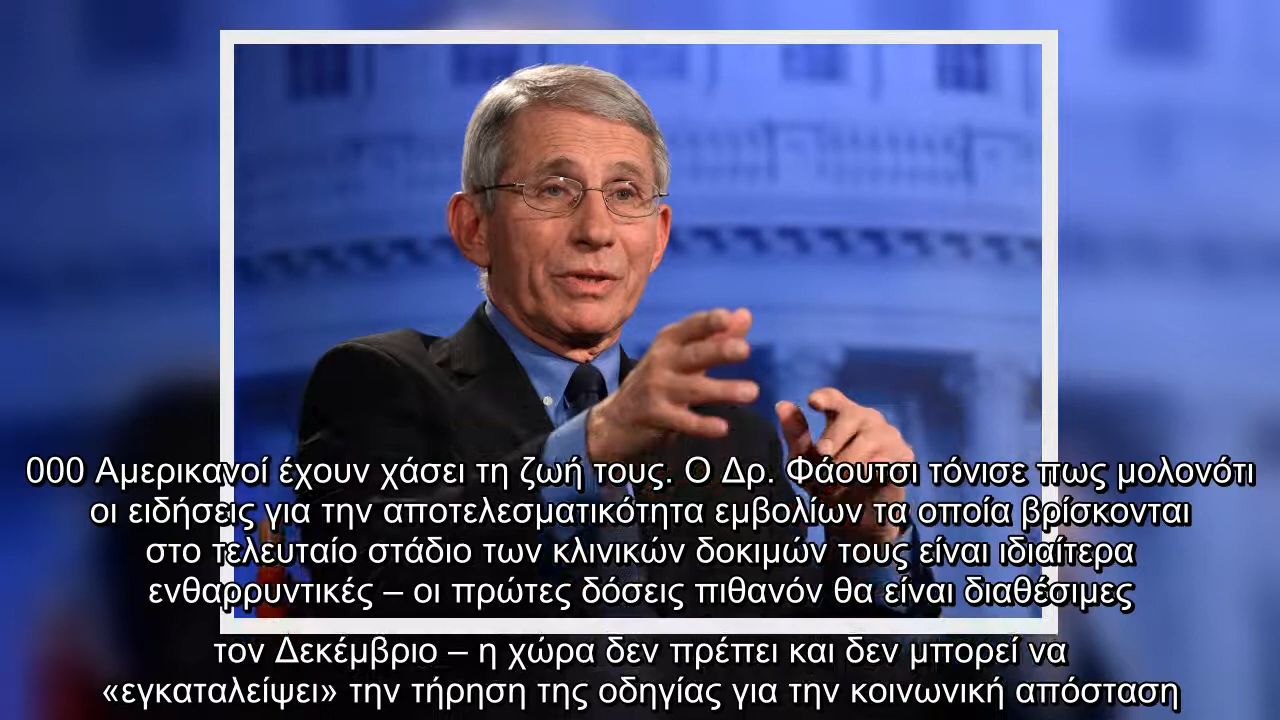 000 Αμερικανοί έχουν χάσει τη ζωή τους. Ο Δρ. Φάουτσι τόνισε πως μολονότι
οι ειδήσεις για την αποτελεσματικότητα εμβολίων τα οποία βρίσκονται
στο τελευταίο στάδιο των κλινικών δοκιμών τους είναι ιδιαίτερα
ενθαρρυντικές – οι πρώτες δόσεις πιθανόν θα είναι διαθέσιμες
τον Δεκέμβριο – η χώρα δεν πρέπει και δεν μπορεί να
«εγκαταλείψει» την τήρηση της οδηγίας για την κοινωνική απόσταση